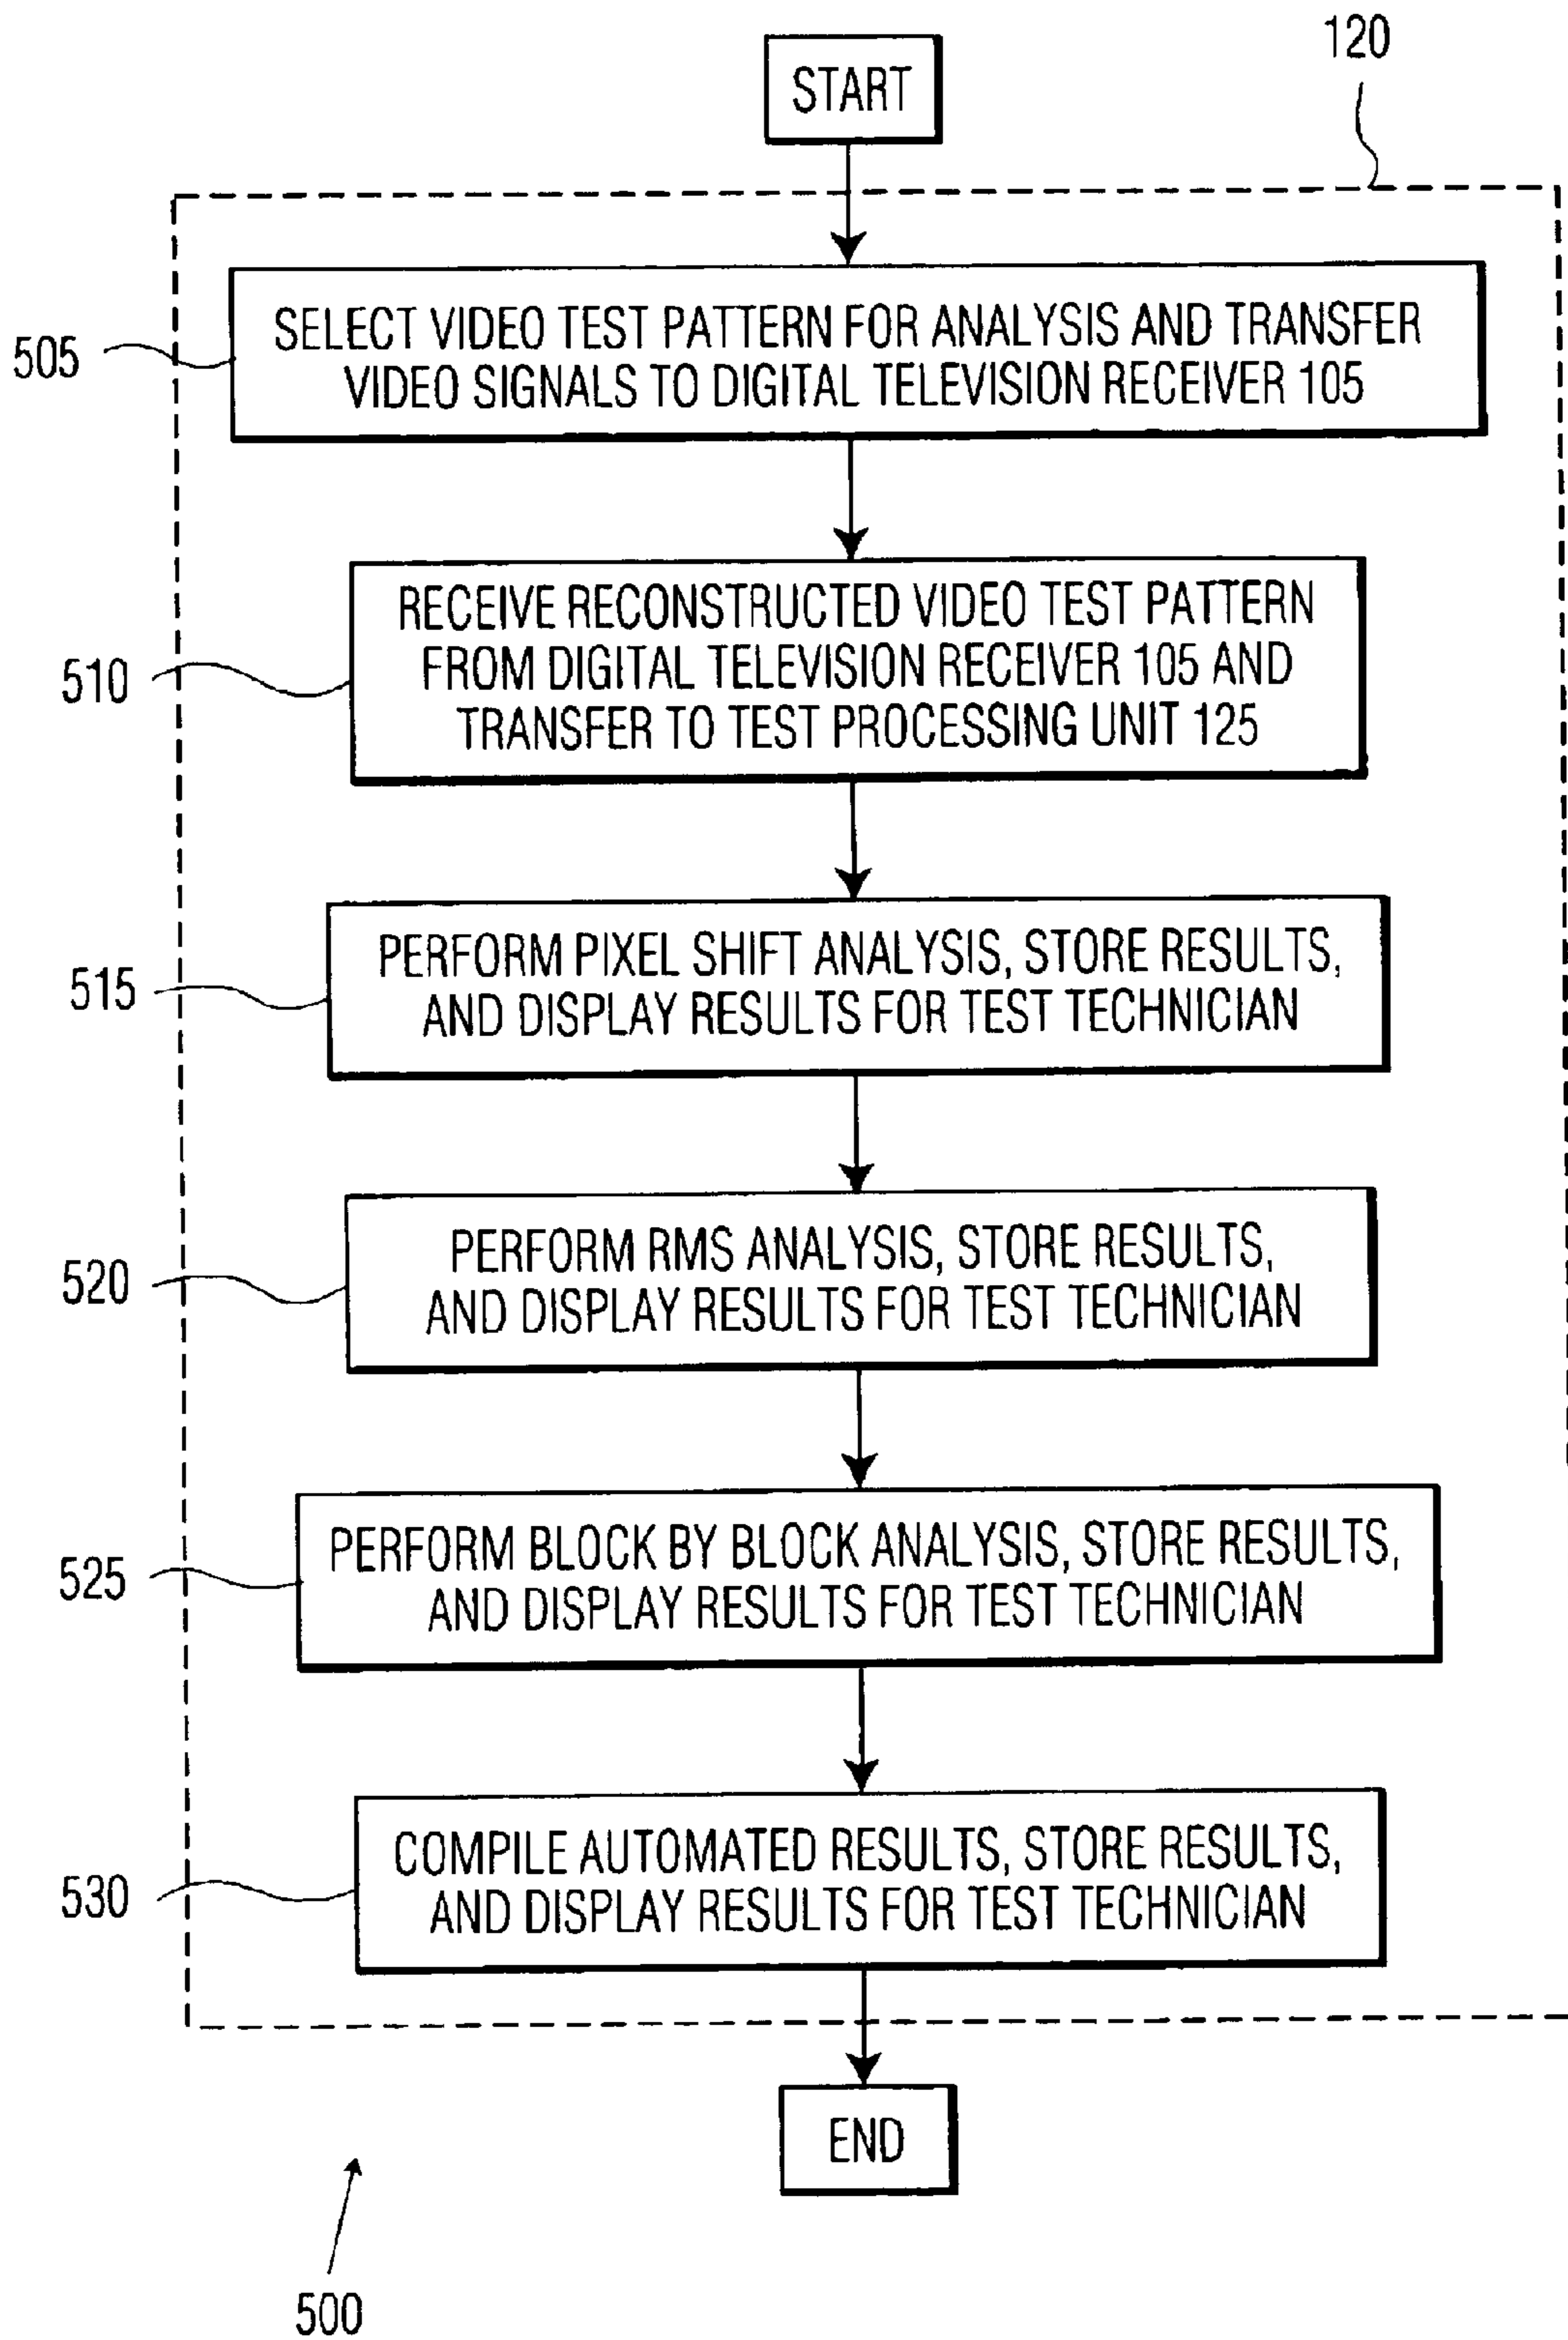 120
START
505
SELECT VIDEO TEST PATTERN FOR ANALYSIS AND TRANSFER
VIDEO SIGNALS TO DIGITAL TELEVISION RECEIVER 105
510
RECEIVE RECONSTRUCTED VIDEO TEST PATTERN
FROM DIGITAL TELEVISION RECEIVER 105 AND
TRANSFER TO TEST PROCESSING UNIT 125
515
PERFORM PIXEL SHIFT ANALYSIS, STORE RESULTS,
AND DISPLAY RESULTS FOR TEST TECHNICIAN
520
PERFORM RMS ANALYSIS, STORE RESULTS,
AND DISPLAY RESULTS FOR TEST TECHNICIAN
525
PERFORM BLOCK BY BLOCK ANALYSIS, STORE RESULTS,
AND DISPLAY RESULTS FOR TEST TECHNICIAN
530
COMPILE AUTOMATED RESULTS, STORE RESULTS,
AND DISPLAY RESULTS FOR TEST TECHNICIAN
END
500